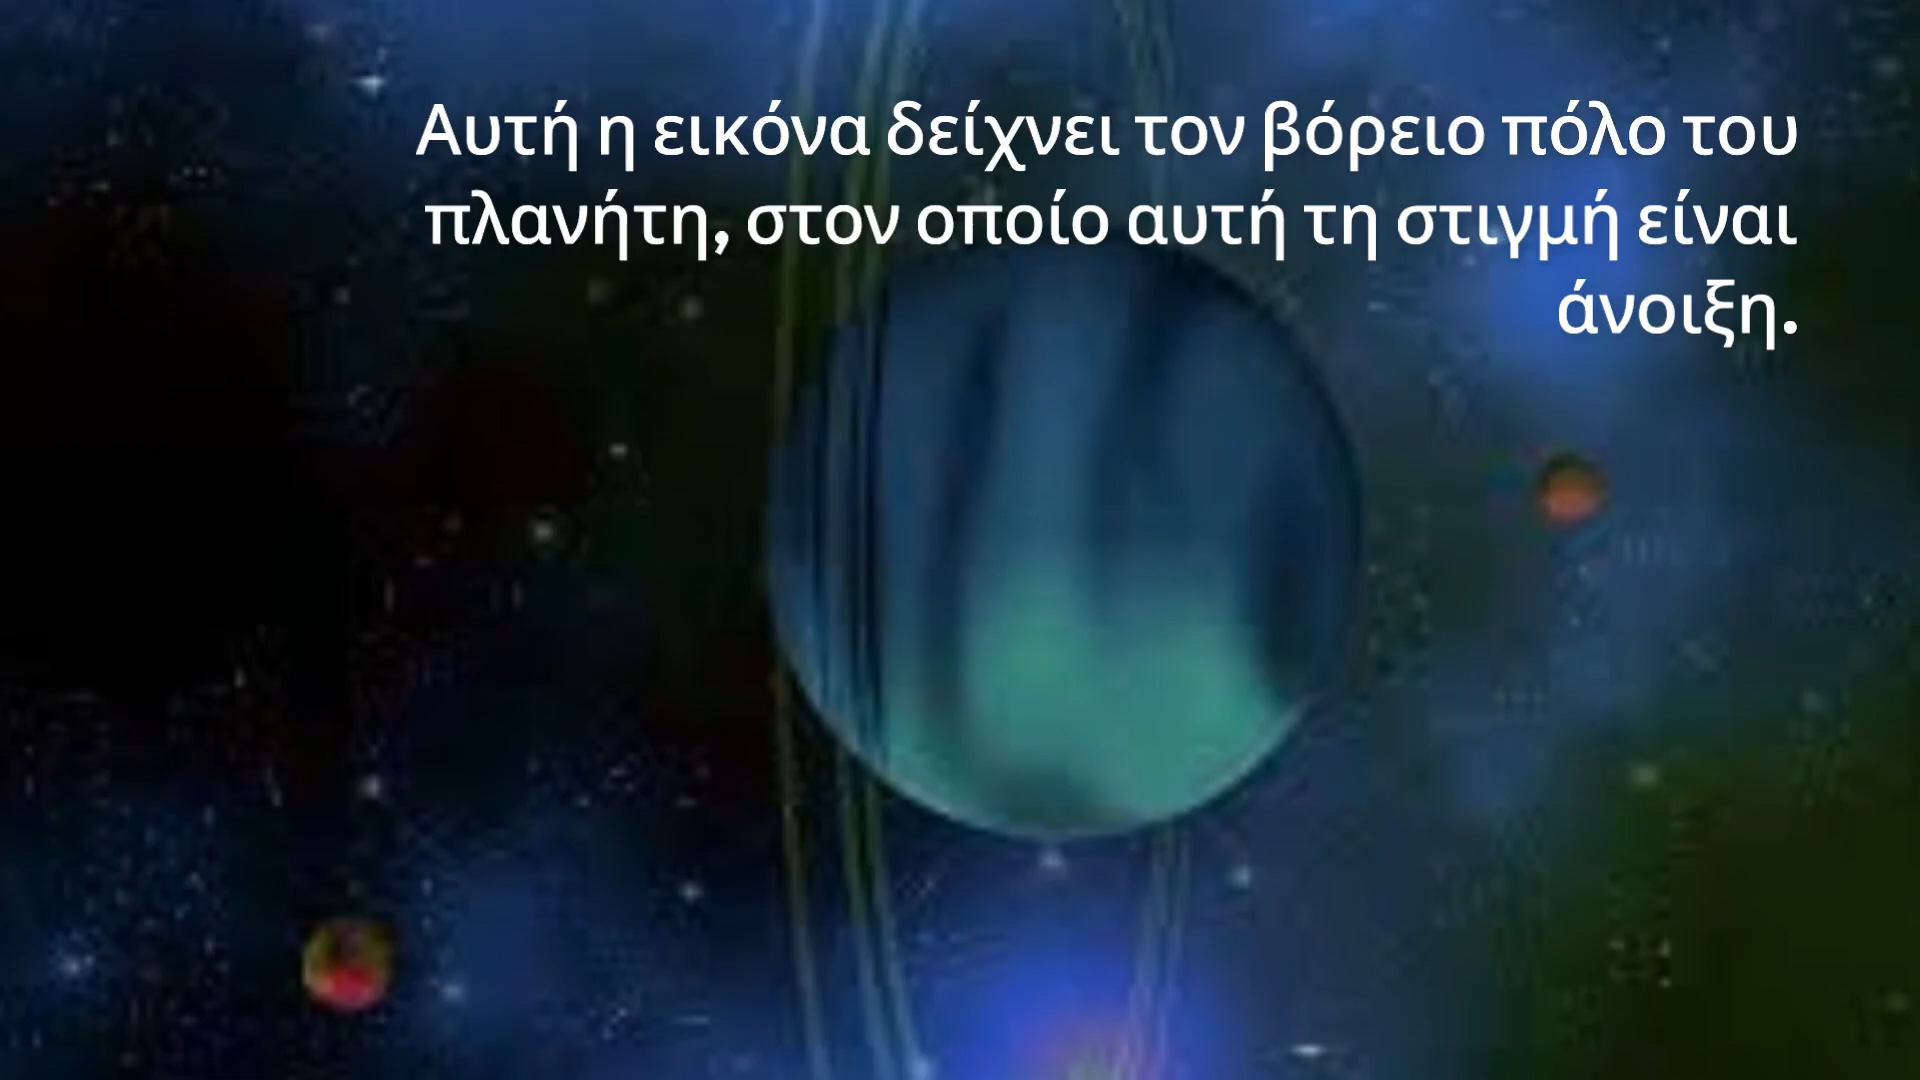 Αυτή η εικόνα δείχνει τον βόρειο πόλο του
πλανήτη, στον οποίο αυτή τη στιγμή είναι
άνοιξη.